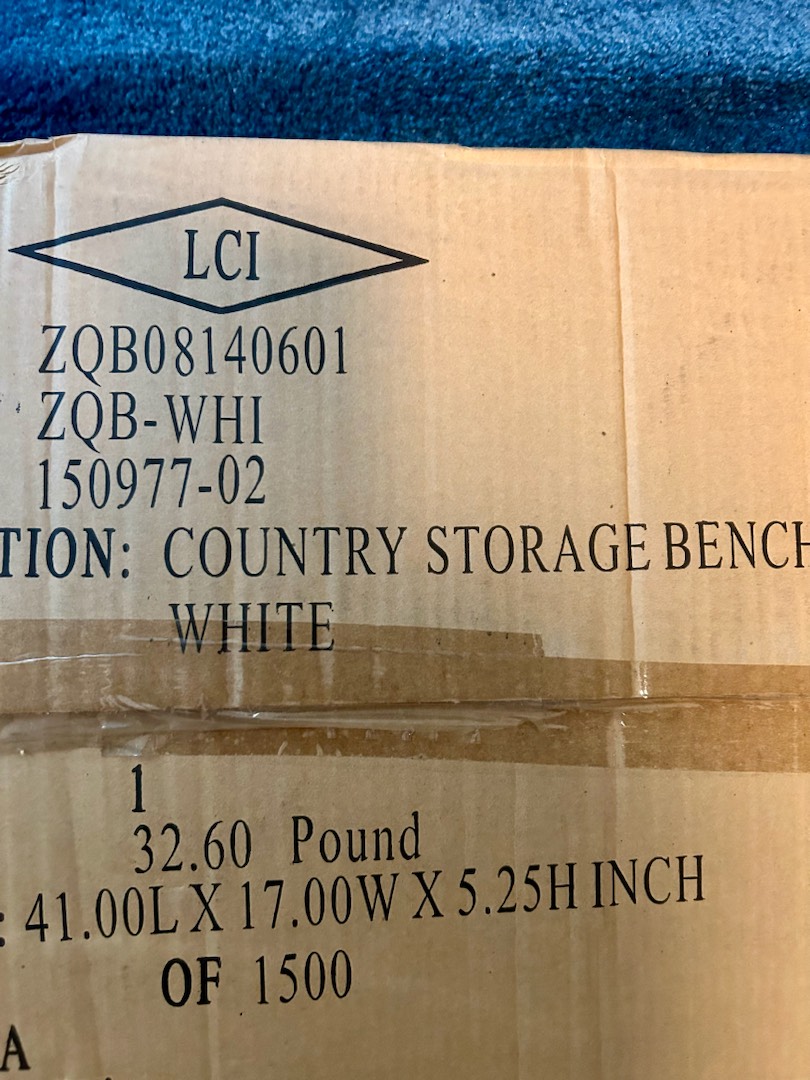 LCI
ZQB08140601
ZQB-WHI
150977-02
TION: COUNTRY STORAGE BENCH
WHITE
1
32.60 Pound
: 41.00L X 17.00W X 5.25H INCH
OF 1500
A